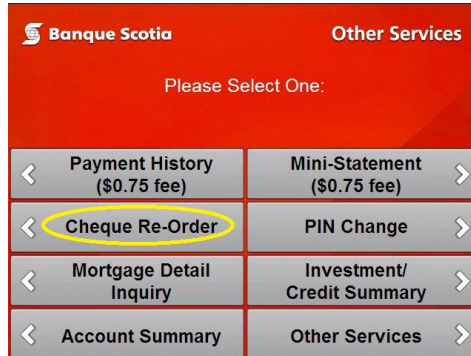 Banque Scotia
Other Services
Please Select One:
Payment History
($0.75 fee)
Mini-Statement
($0.75 fee)
Cheque Re-Order
PIN Change
Mortgage Detail
Inquiry
Investment/
Credit Summary
Account Summary
Other Services